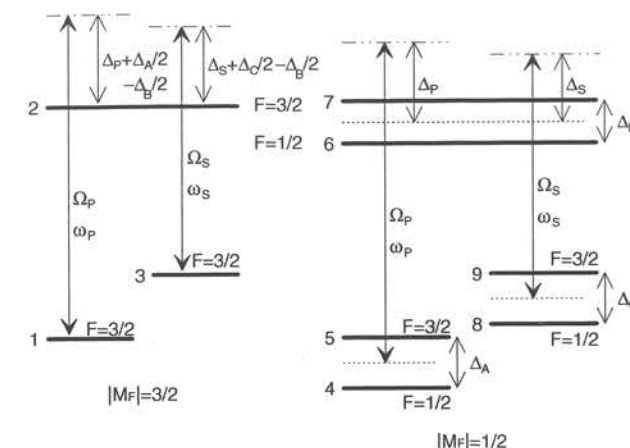 Δ_P+Δ_A/2
−Δ_B/2
Δ_S+Δ_C/2−Δ_B/2
2
F=3/2
F=1/2
Ω_P
ω_P
Ω_S
ω_S
3
F=3/2
1
F=3/2
|M_F|=3/2
Δ_P
Δ_S
7
6
Ω_P
ω_P
Ω_S
ω_S
9
F=3/2
8
F=1/2
5
F=3/2
Δ_A
4
F=1/2
|M_F|=1/2